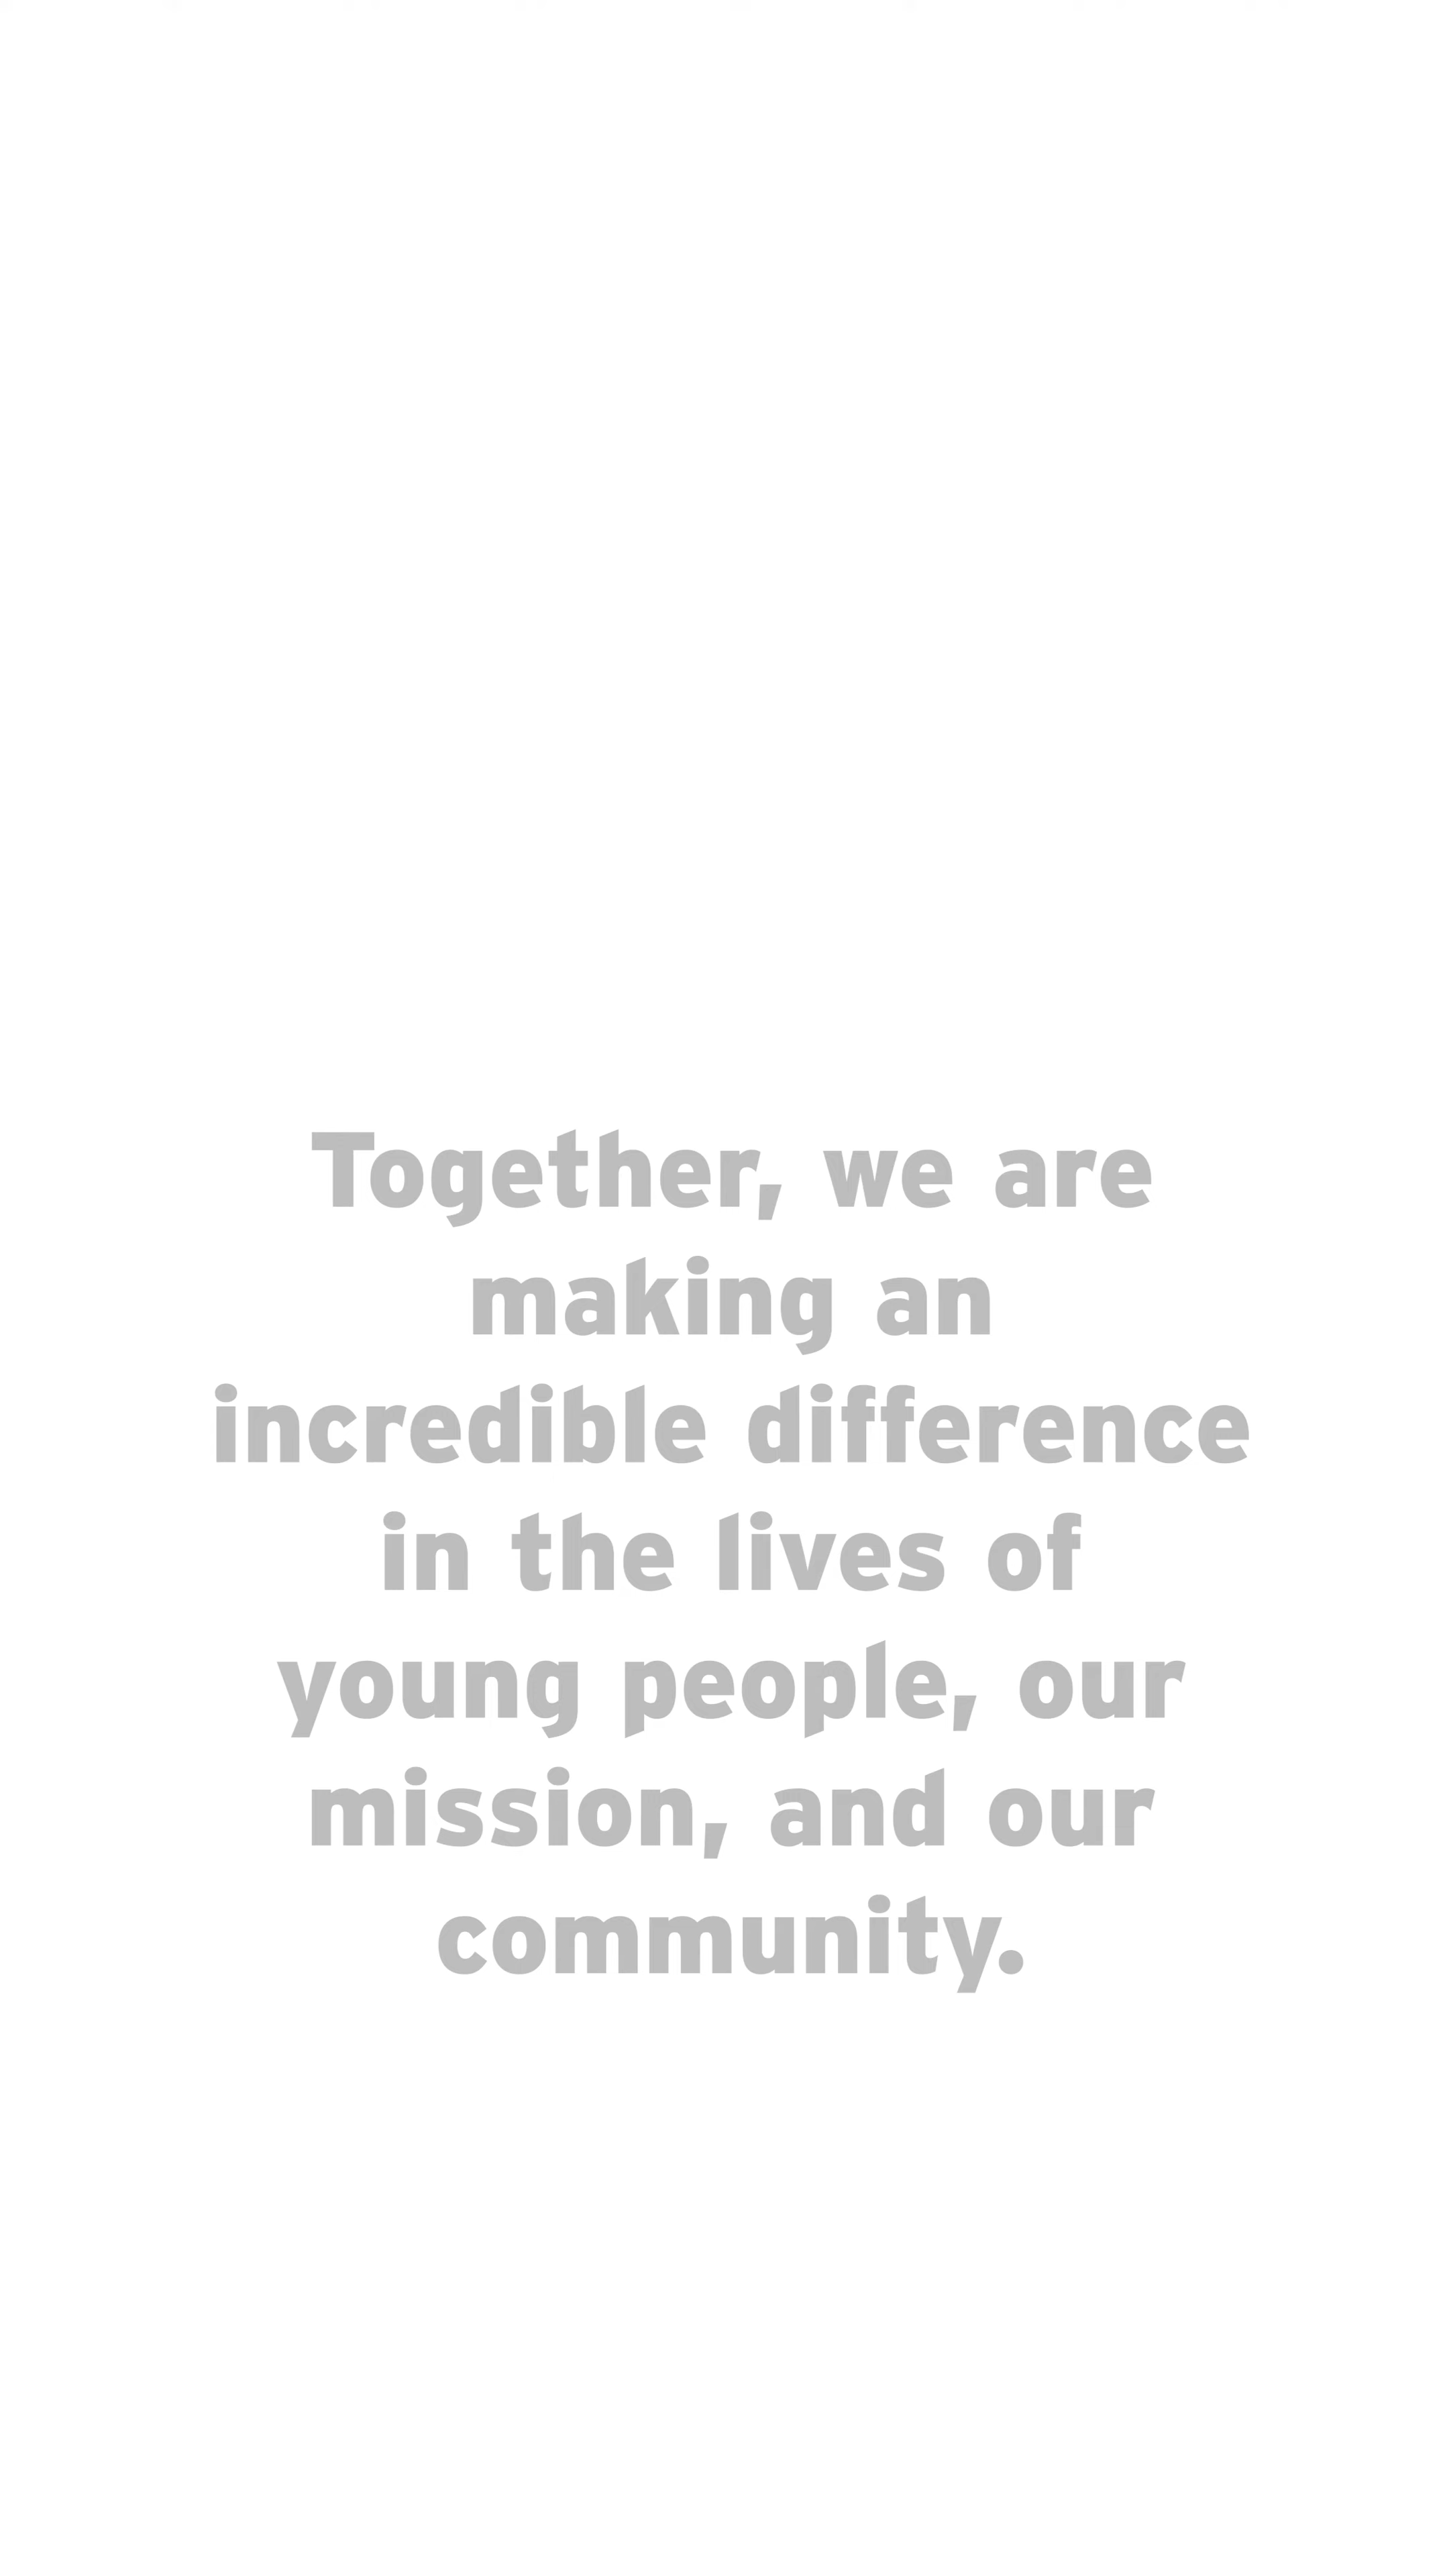 Together, we are
making an
incredible difference
in the lives of
young people, our
mission, and our
community.